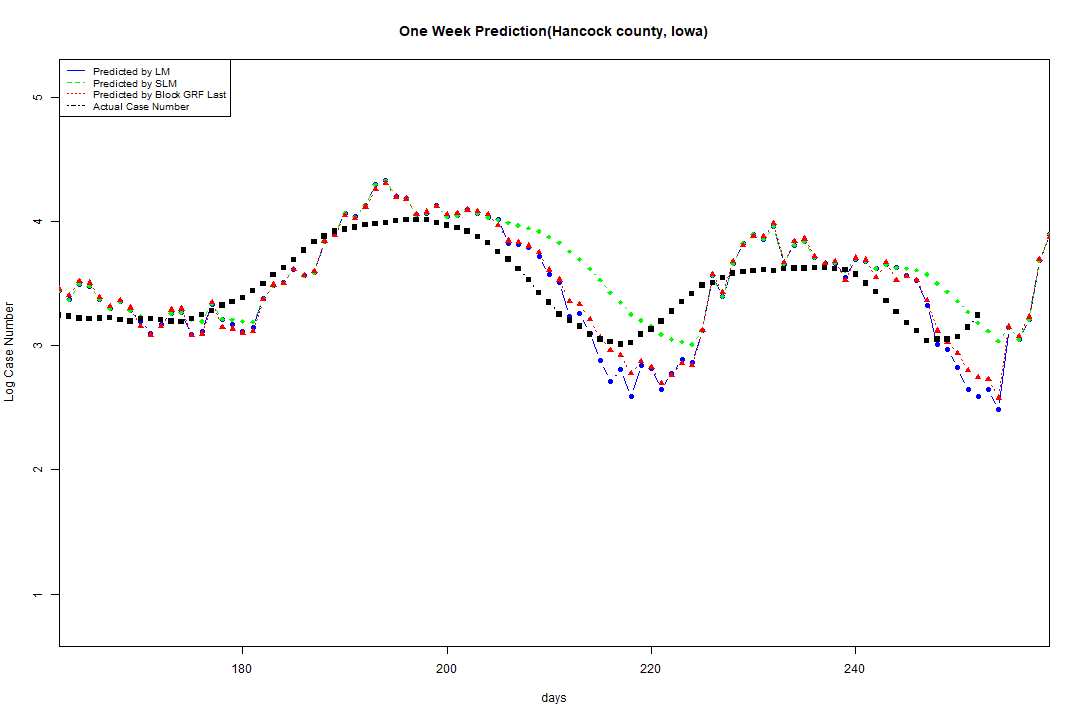 One Week Prediction(Hancock county, Iowa)
Predicted by LM
Predicted by SLM
Predicted by Block GRF Last
Actual Case Number
5
4
3
2
1
Log Case Number
180 200 220 240
days